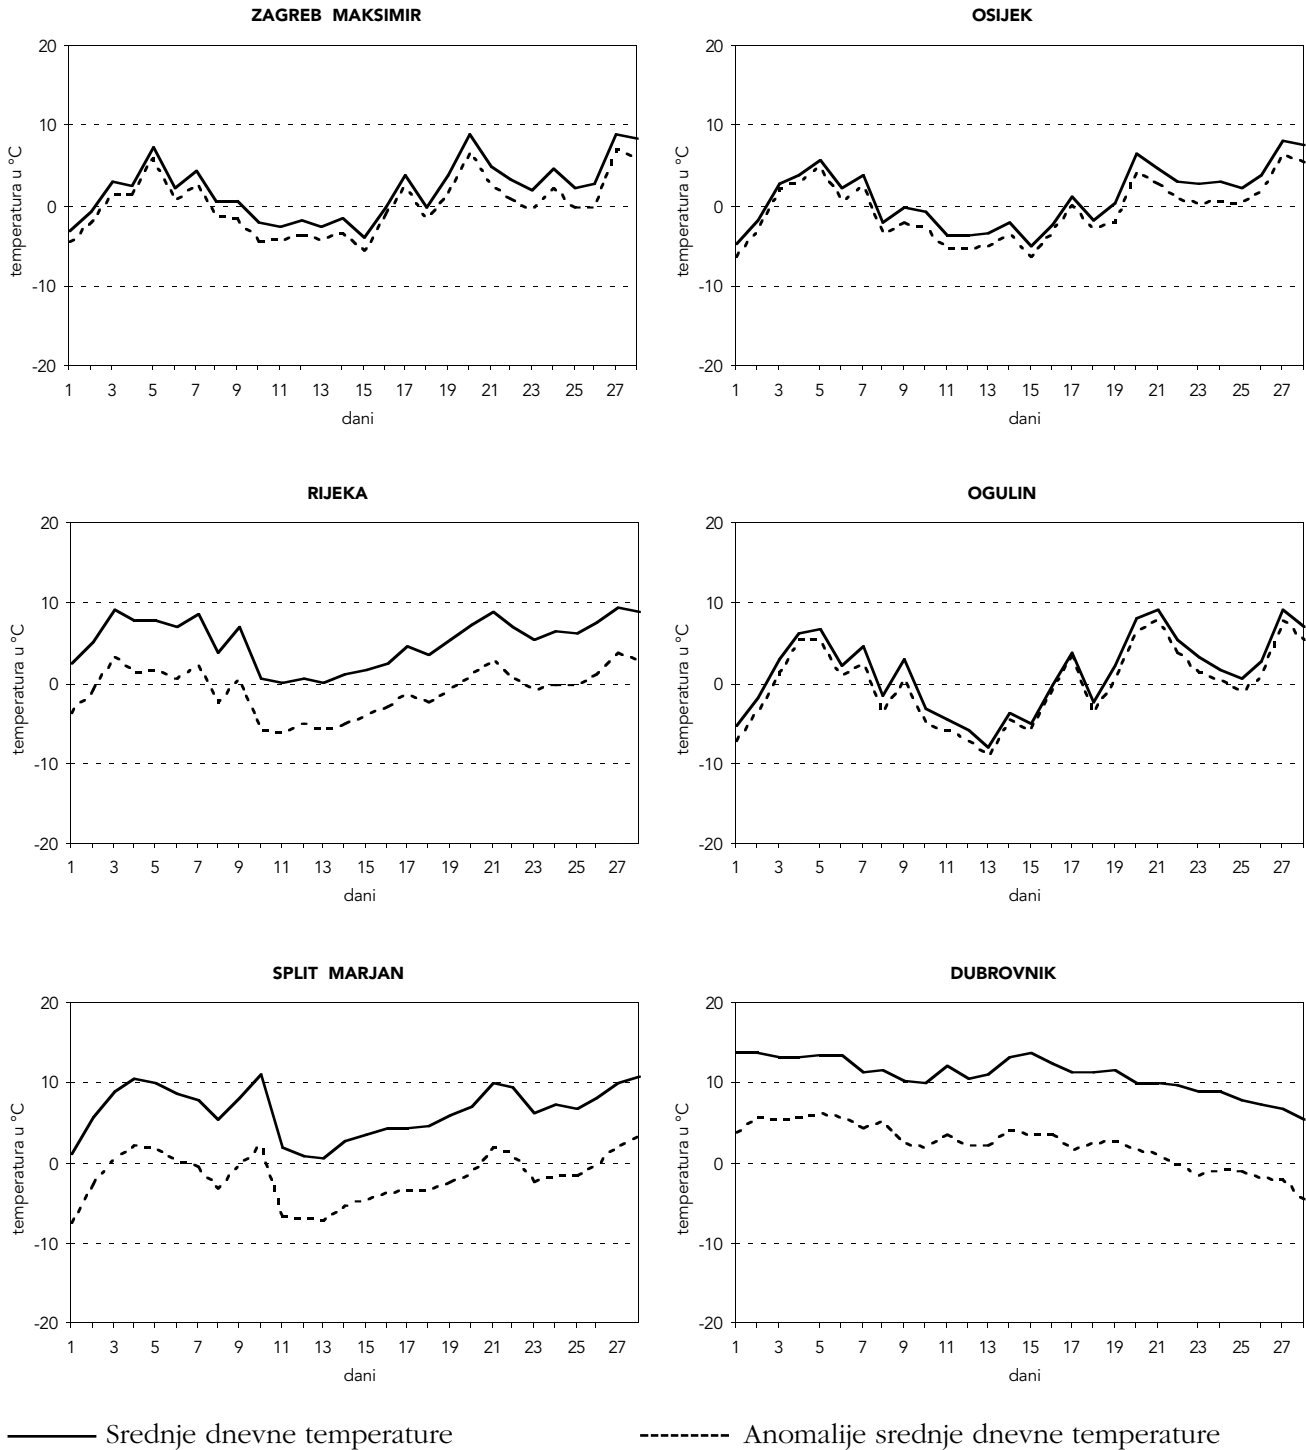 ZAGREB MAKSIMIR
20
10
0
-10
-20
temperatura u °C
1 3 5 7 9 11 13 15 17 19 21 23 25 27
dani
OSIJEK
20
10
0
-10
-20
temperatura u °C
1 3 5 7 9 11 13 15 17 19 21 23 25 27
dani
RIJEKA
20
10
0
-10
-20
temperatura u °C
1 3 5 7 9 11 13 15 17 19 21 23 25 27
dani
OGULIN
20
10
0
-10
-20
temperatura u °C
1 3 5 7 9 11 13 15 17 19 21 23 25 27
dani
SPLIT MARJAN
20
10
0
-10
-20
temperatura u °C
1 3 5 7 9 11 13 15 17 19 21 23 25 27
dani
DUBROVNIK
20
10
0
-10
-20
temperatura u °C
1 3 5 7 9 11 13 15 17 19 21 23 25 27
dani
Srednje dnevne temperature
Anomalije srednje dnevne temperature